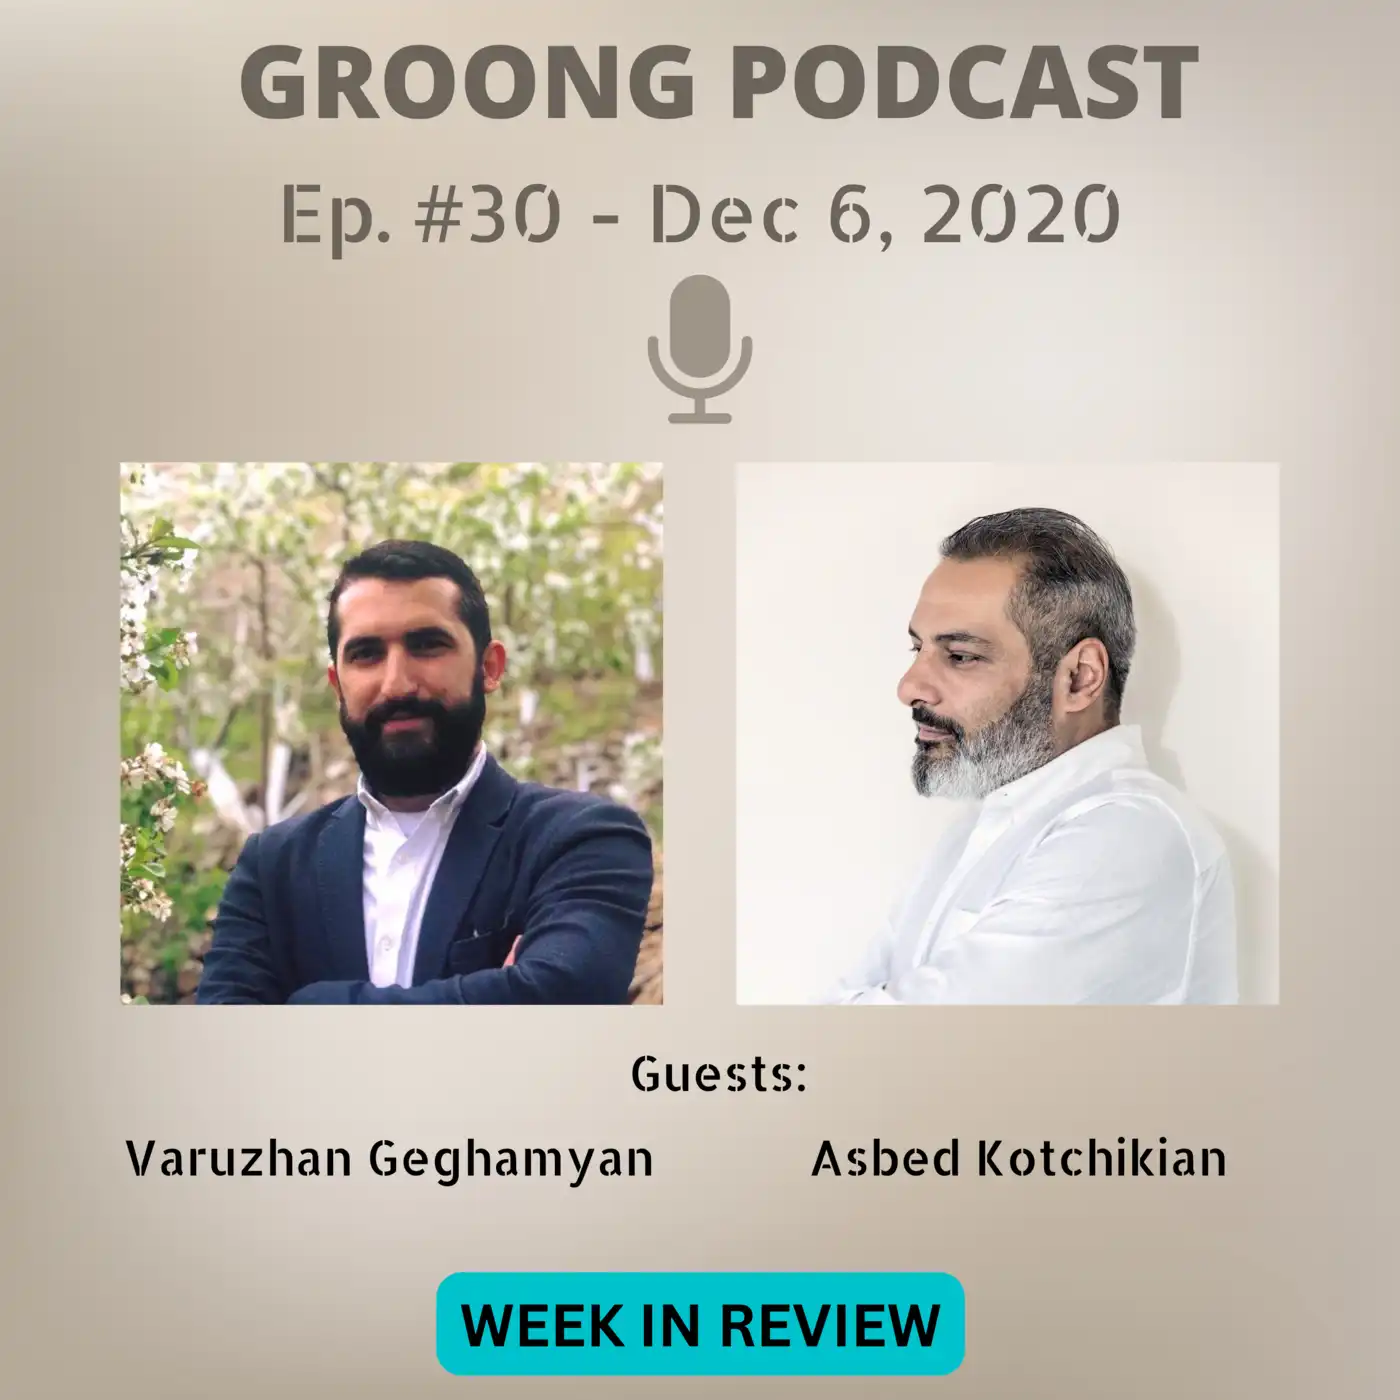 GROONG PODCAST
Ep. #30 - Dec 6, 2020
Guests:
Varuzhan Geghamyan
Asbed Kotchikian
WEEK IN REVIEW